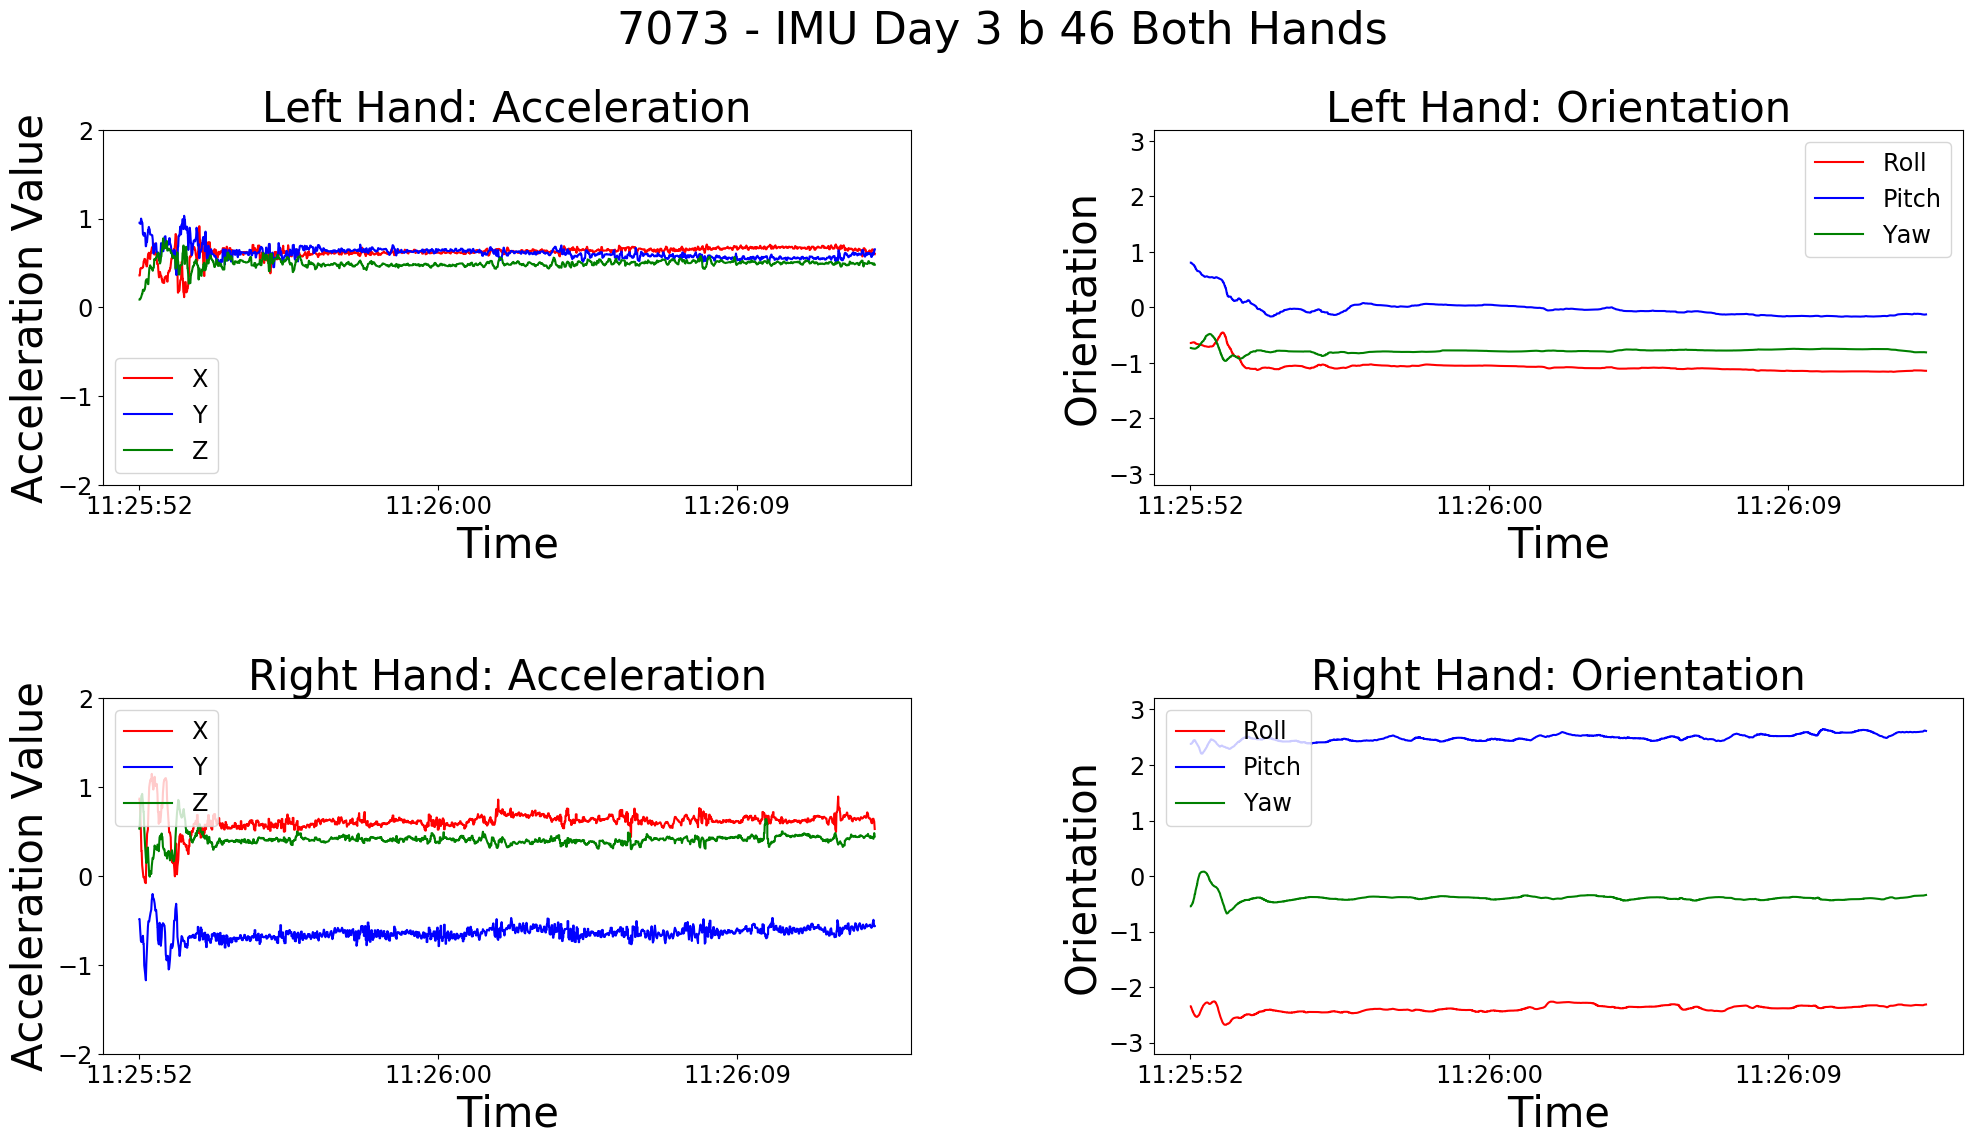 7073 - IMU Day 3 b 46 Both Hands
Left Hand: Acceleration
Acceleration Value
2
1
0
−1
−2
X
Y
Z
11:25:52 11:26:00 11:26:09
Time
Left Hand: Orientation
Orientation
3
2
1
0
−1
−2
−3
Roll
Pitch
Yaw
11:25:52 11:26:00 11:26:09
Time
Right Hand: Acceleration
Acceleration Value
2
1
0
−1
−2
X
Y
Z
11:25:52 11:26:00 11:26:09
Time
Right Hand: Orientation
Orientation
3
2
1
0
−1
−2
−3
Roll
Pitch
Yaw
11:25:52 11:26:00 11:26:09
Time